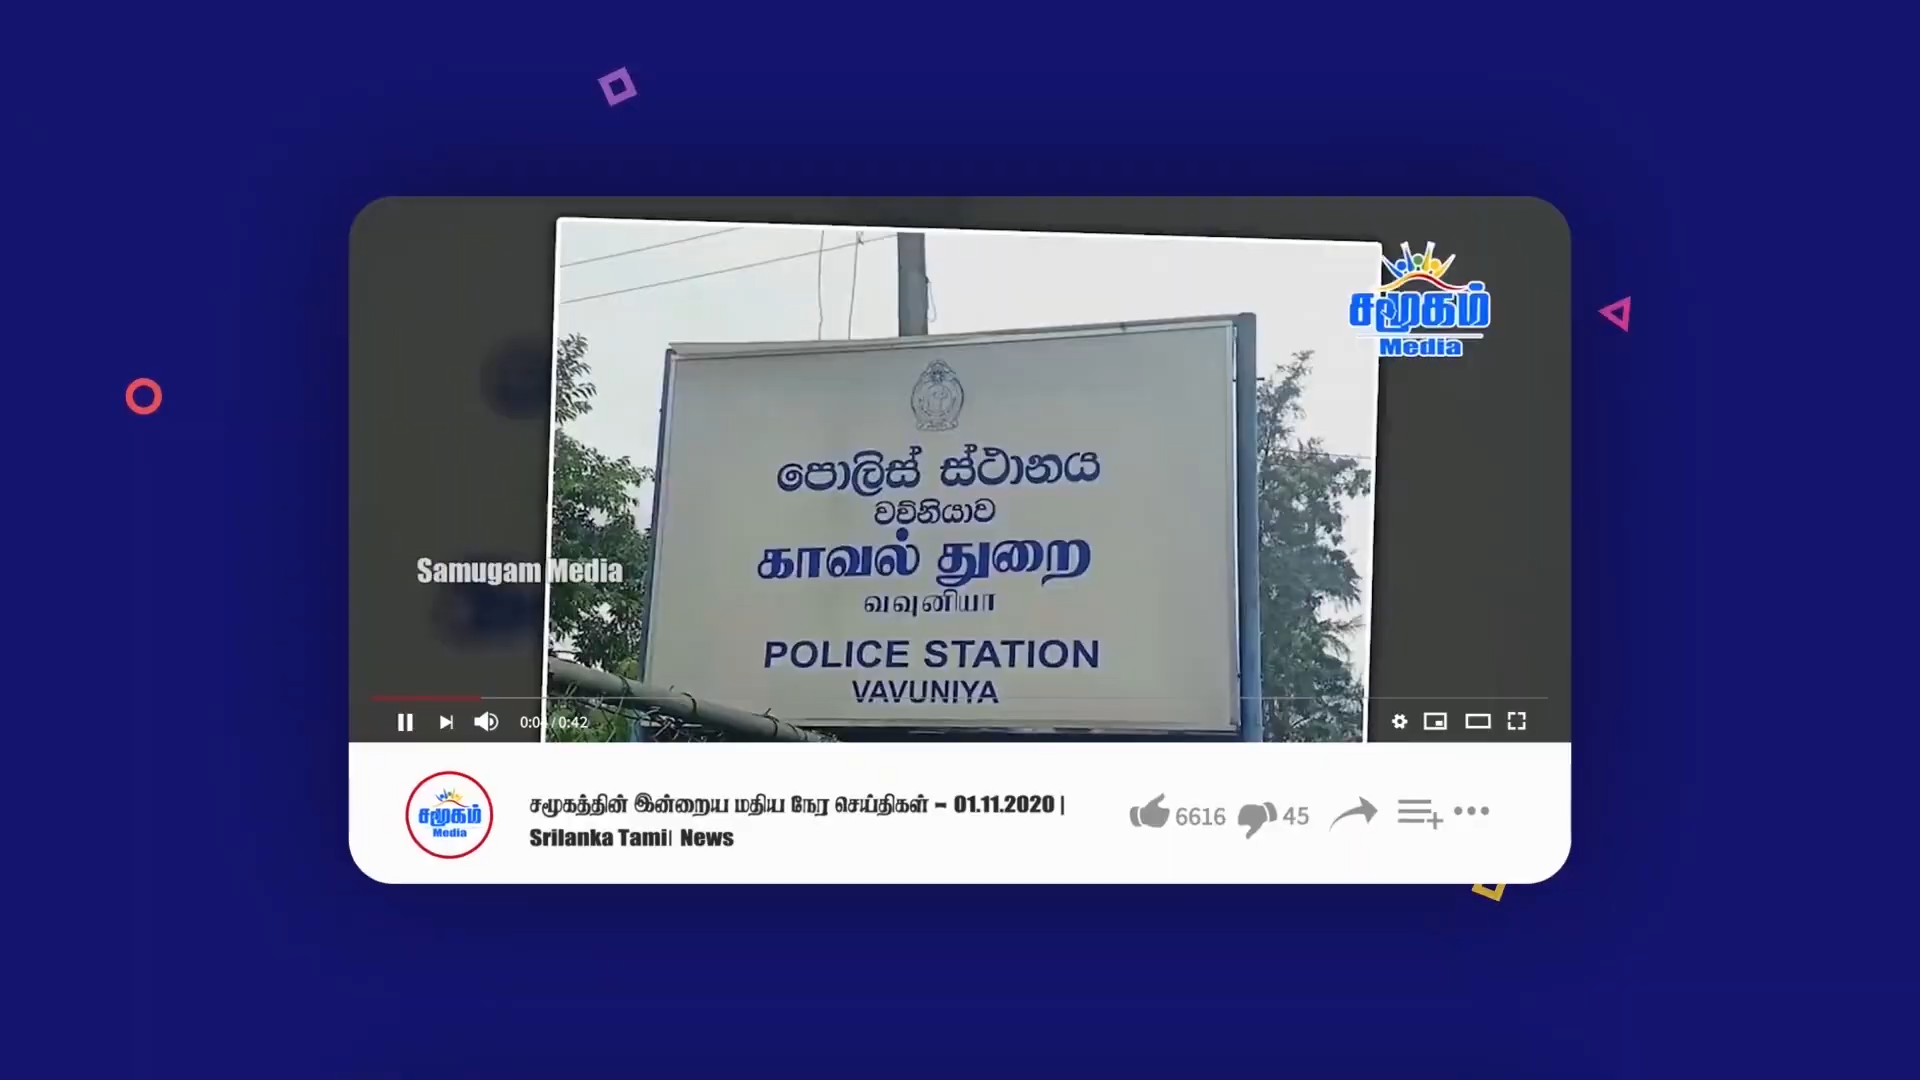 சமூகம்
Media
පොලිස් ස්ථානය
වව්නියාව
காவல் துறை
வவுனியா
POLICE STATION
VAVUNIYA
Samugam Media
0:04 / 0:42
சமூகம்
Media
சமூகத்தின் இன்றைய மதிய நேர செய்திகள் – 01.11.2020 |
Srilanka Tamil News
6616
45